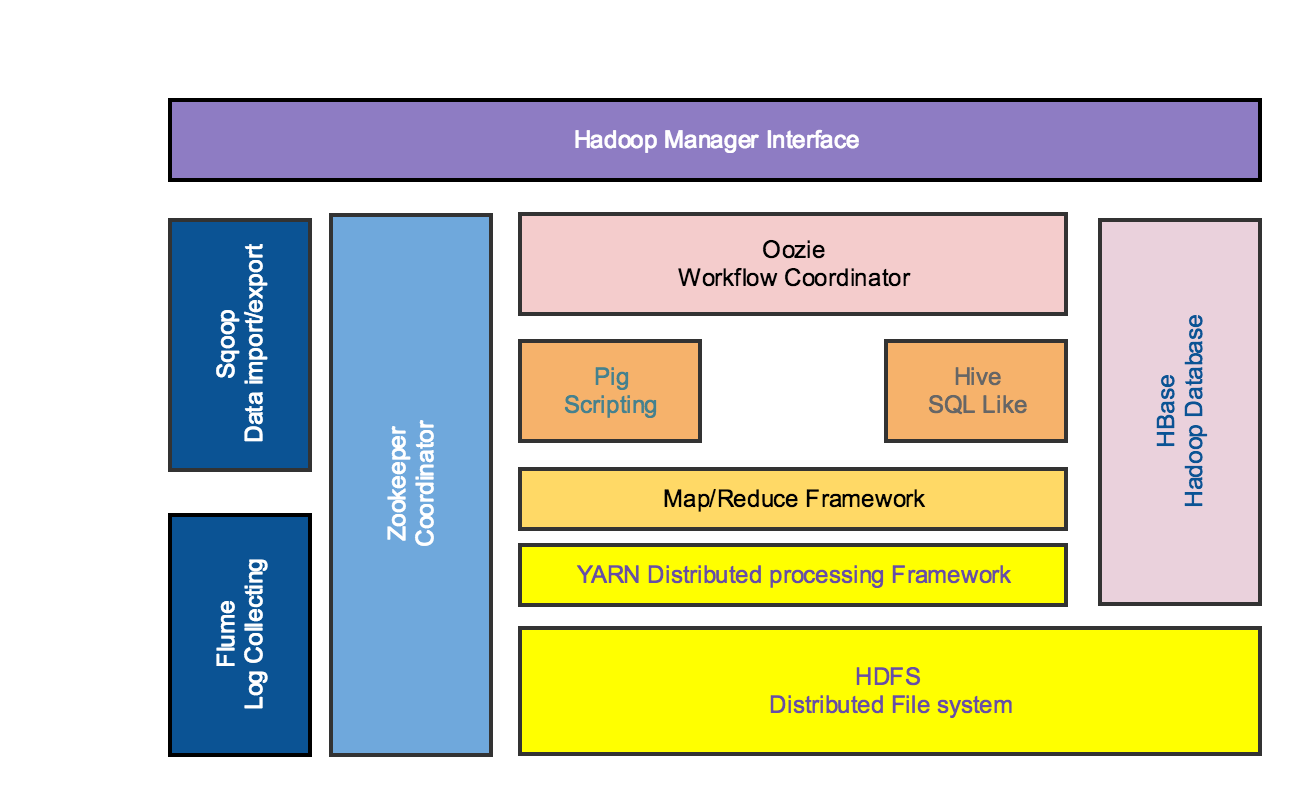 Hadoop Manager Interface
Sqoop
Data import/export
Flume
Log Collecting
Zookeeper
Coordinator
Oozie
Workflow Coordinator
Pig
Scripting
Hive
SQL Like
Map/Reduce Framework
YARN Distributed processing Framework
HBase
Hadoop Database
HDFS
Distributed File system